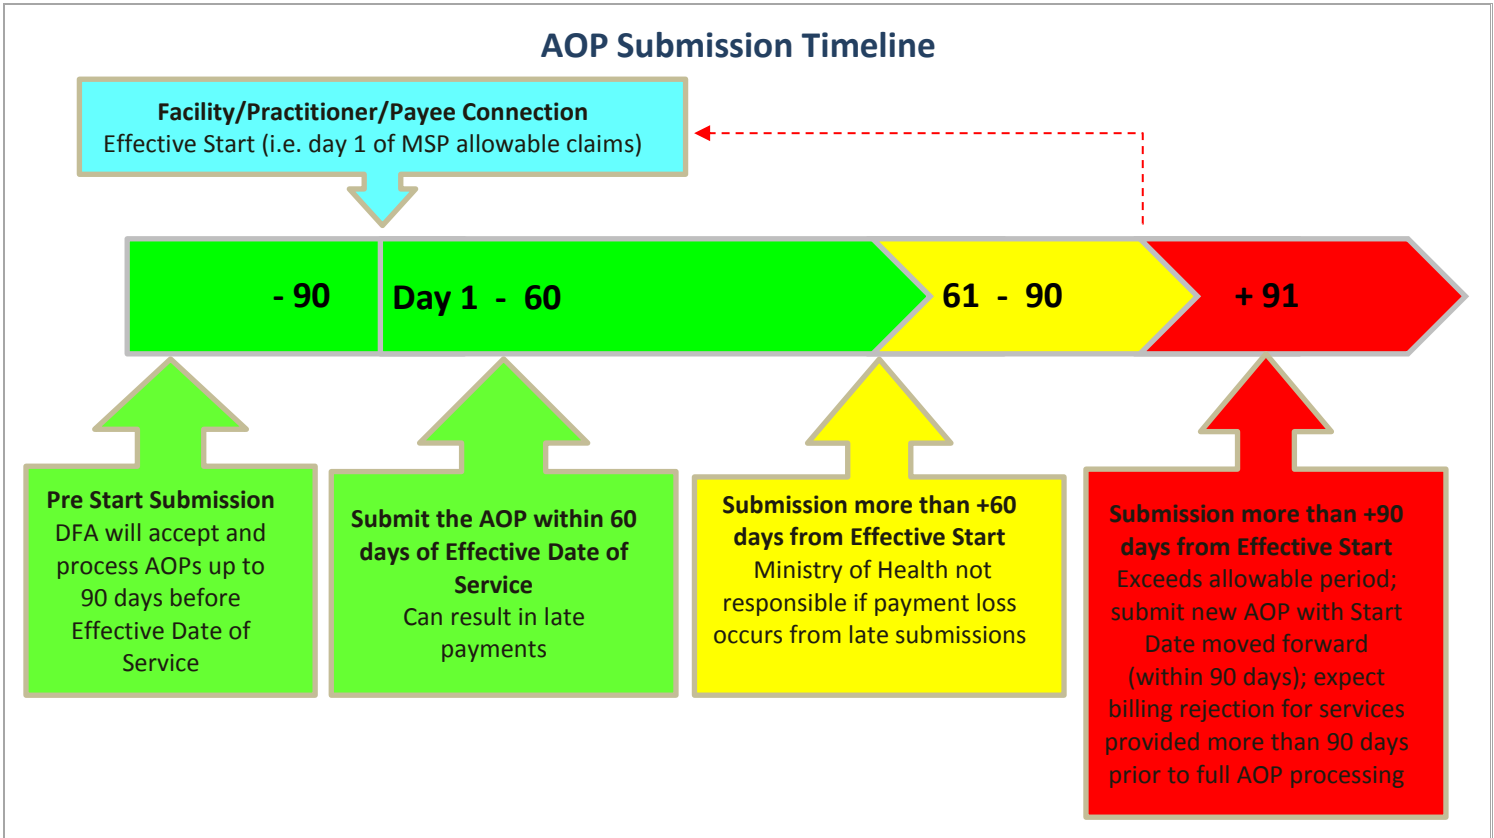 AOP Submission Timeline
Facility/Practitioner/Payee Connection
Effective Start (i.e. day 1 of MSP allowable claims)
- 90
Day 1 - 60
61 - 90
+ 91
Pre Start Submission
DFA will accept and
process AOPs up to
90 days before
Effective Date of
Service
Submit the AOP within 60
days of Effective Date of
Service
Can result in late
payments
Submission more than +60
days from Effective Start
Ministry of Health not
responsible if payment loss
occurs from late submissions
Submission more than +90
days from Effective Start
Exceeds allowable period;
submit new AOP with Start
Date moved forward
(within 90 days); expect
billing rejection for services
provided more than 90 days
prior to full AOP processing